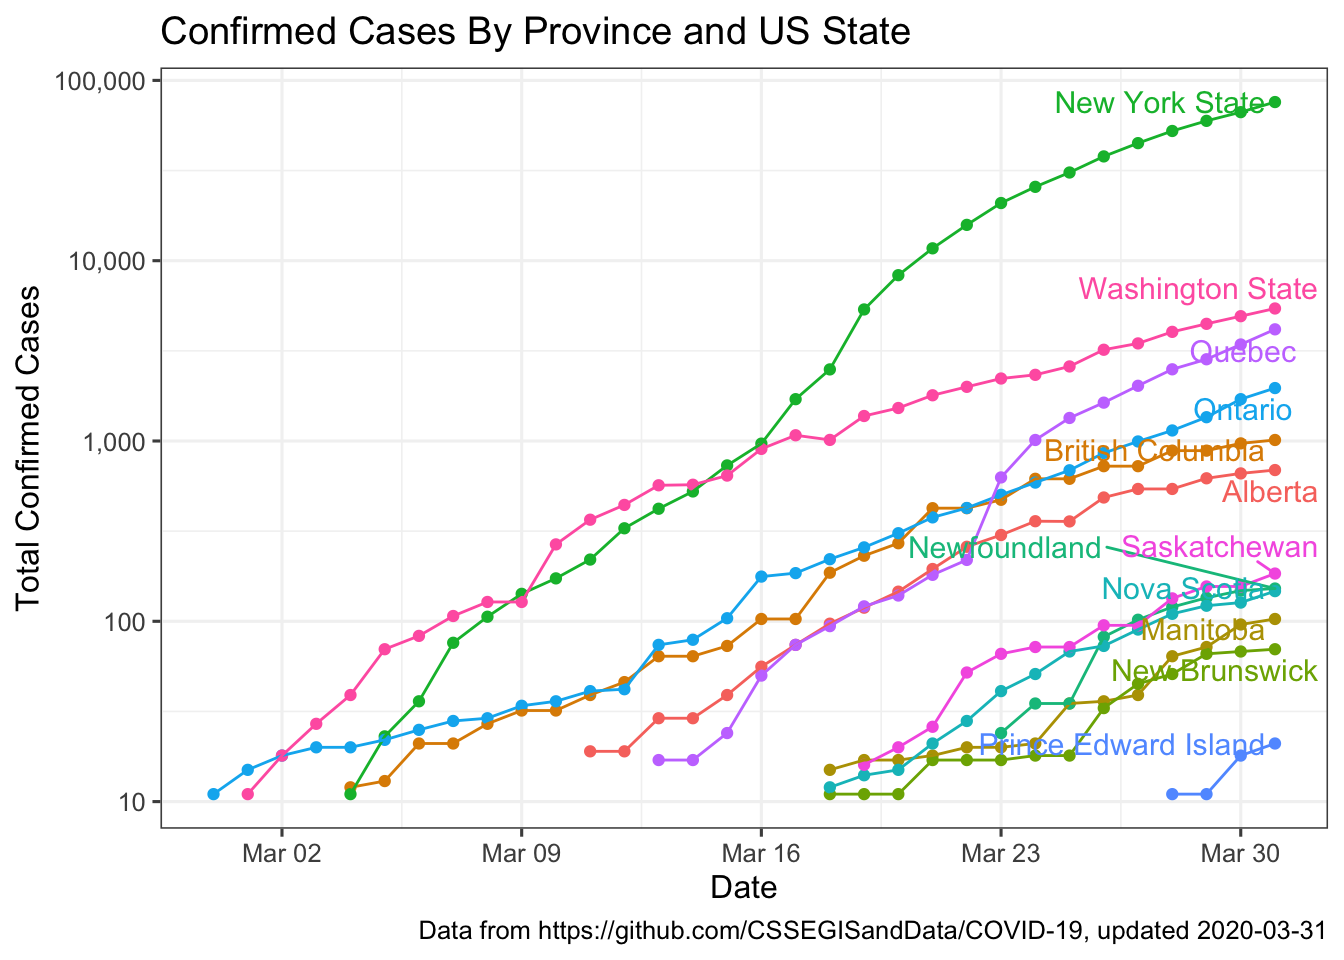 Confirmed Cases By Province and US State
Total Confirmed Cases
100,000
10,000
1,000
100
10
New York State
Washington State
Quebec
Ontario
British Columbia
Alberta
Newfoundland
Saskatchewan
Nova Scotia
Manitoba
New Brunswick
Prince Edward Island
Mar 02
Mar 09
Mar 16
Mar 23
Mar 30
Date
Data from https://github.com/CSSEGISandData/COVID-19, updated 2020-03-31